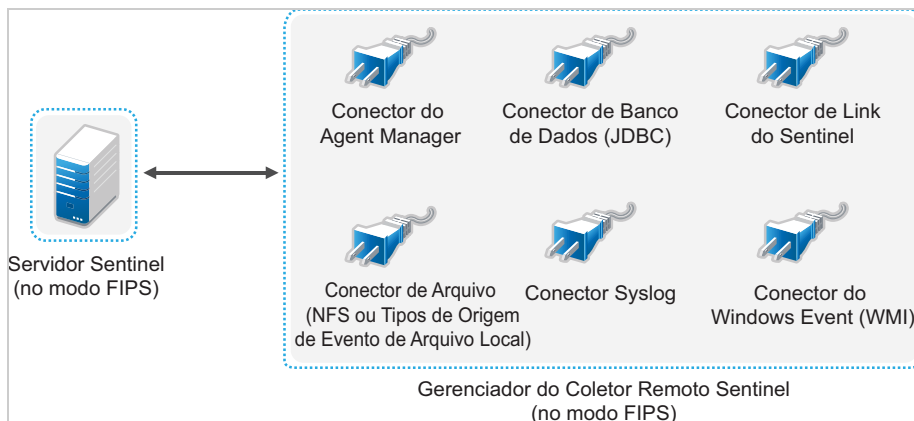 Conector do
Agent Manager
Conector de Banco
de Dados (JDBC)
Conector de Link
do Sentinel
Servidor Sentinel
(no modo FIPS)
Conector de Arquivo
(NFS ou Tipos de Origem
de Evento de Arquivo Local)
Conector Syslog
Conector do
Windows Event (WMI)
Gerenciador do Coletor Remoto Sentinel
(no modo FIPS)